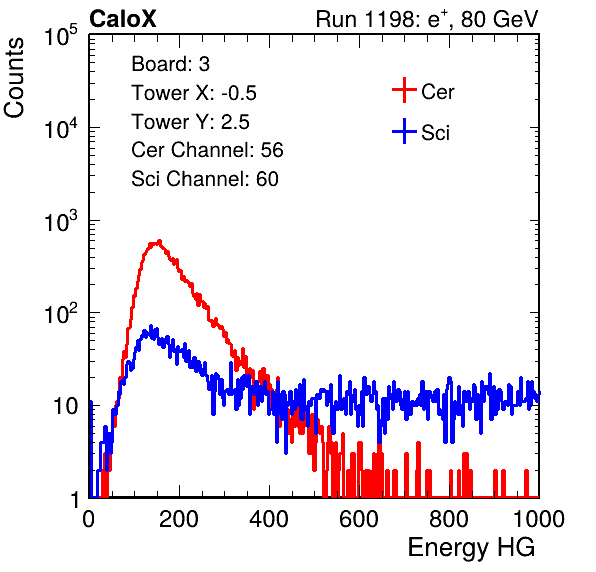 CaloX Run 1198: e⁺, 80 GeV
Counts
10⁵
10⁴
10³
10²
10
1
Board: 3
Tower X: -0.5
Tower Y: 2.5
Cer Channel: 56
Sci Channel: 60
Cer
Sci
0 200 400 600 800 1000
Energy HG